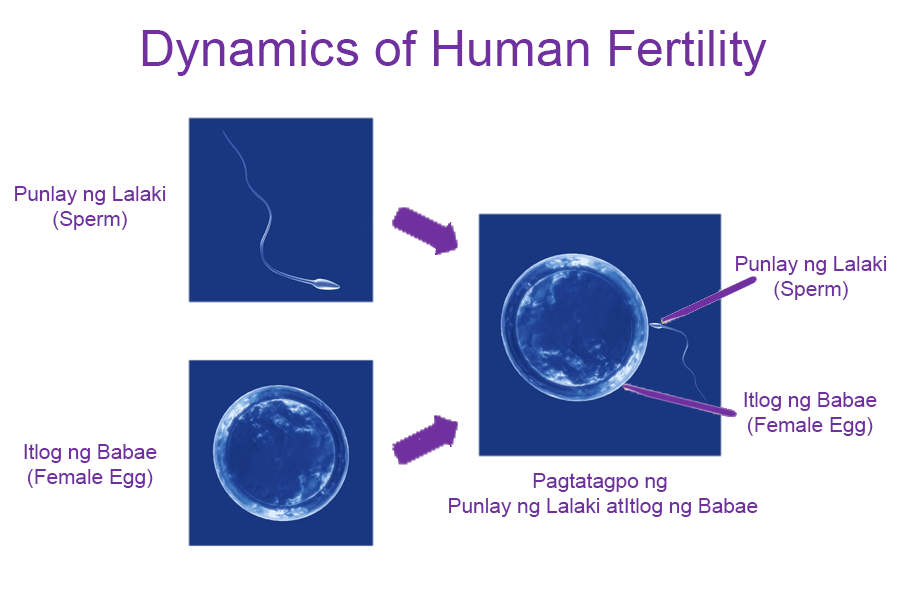 Dynamics of Human Fertility
Punlay ng Lalaki
(Sperm)
Itlog ng Babae
(Female Egg)
Punlay ng Lalaki
(Sperm)
Itlog ng Babae
(Female Egg)
Pagtatagpo ng
Punlay ng Lalaki atItlog ng Babae